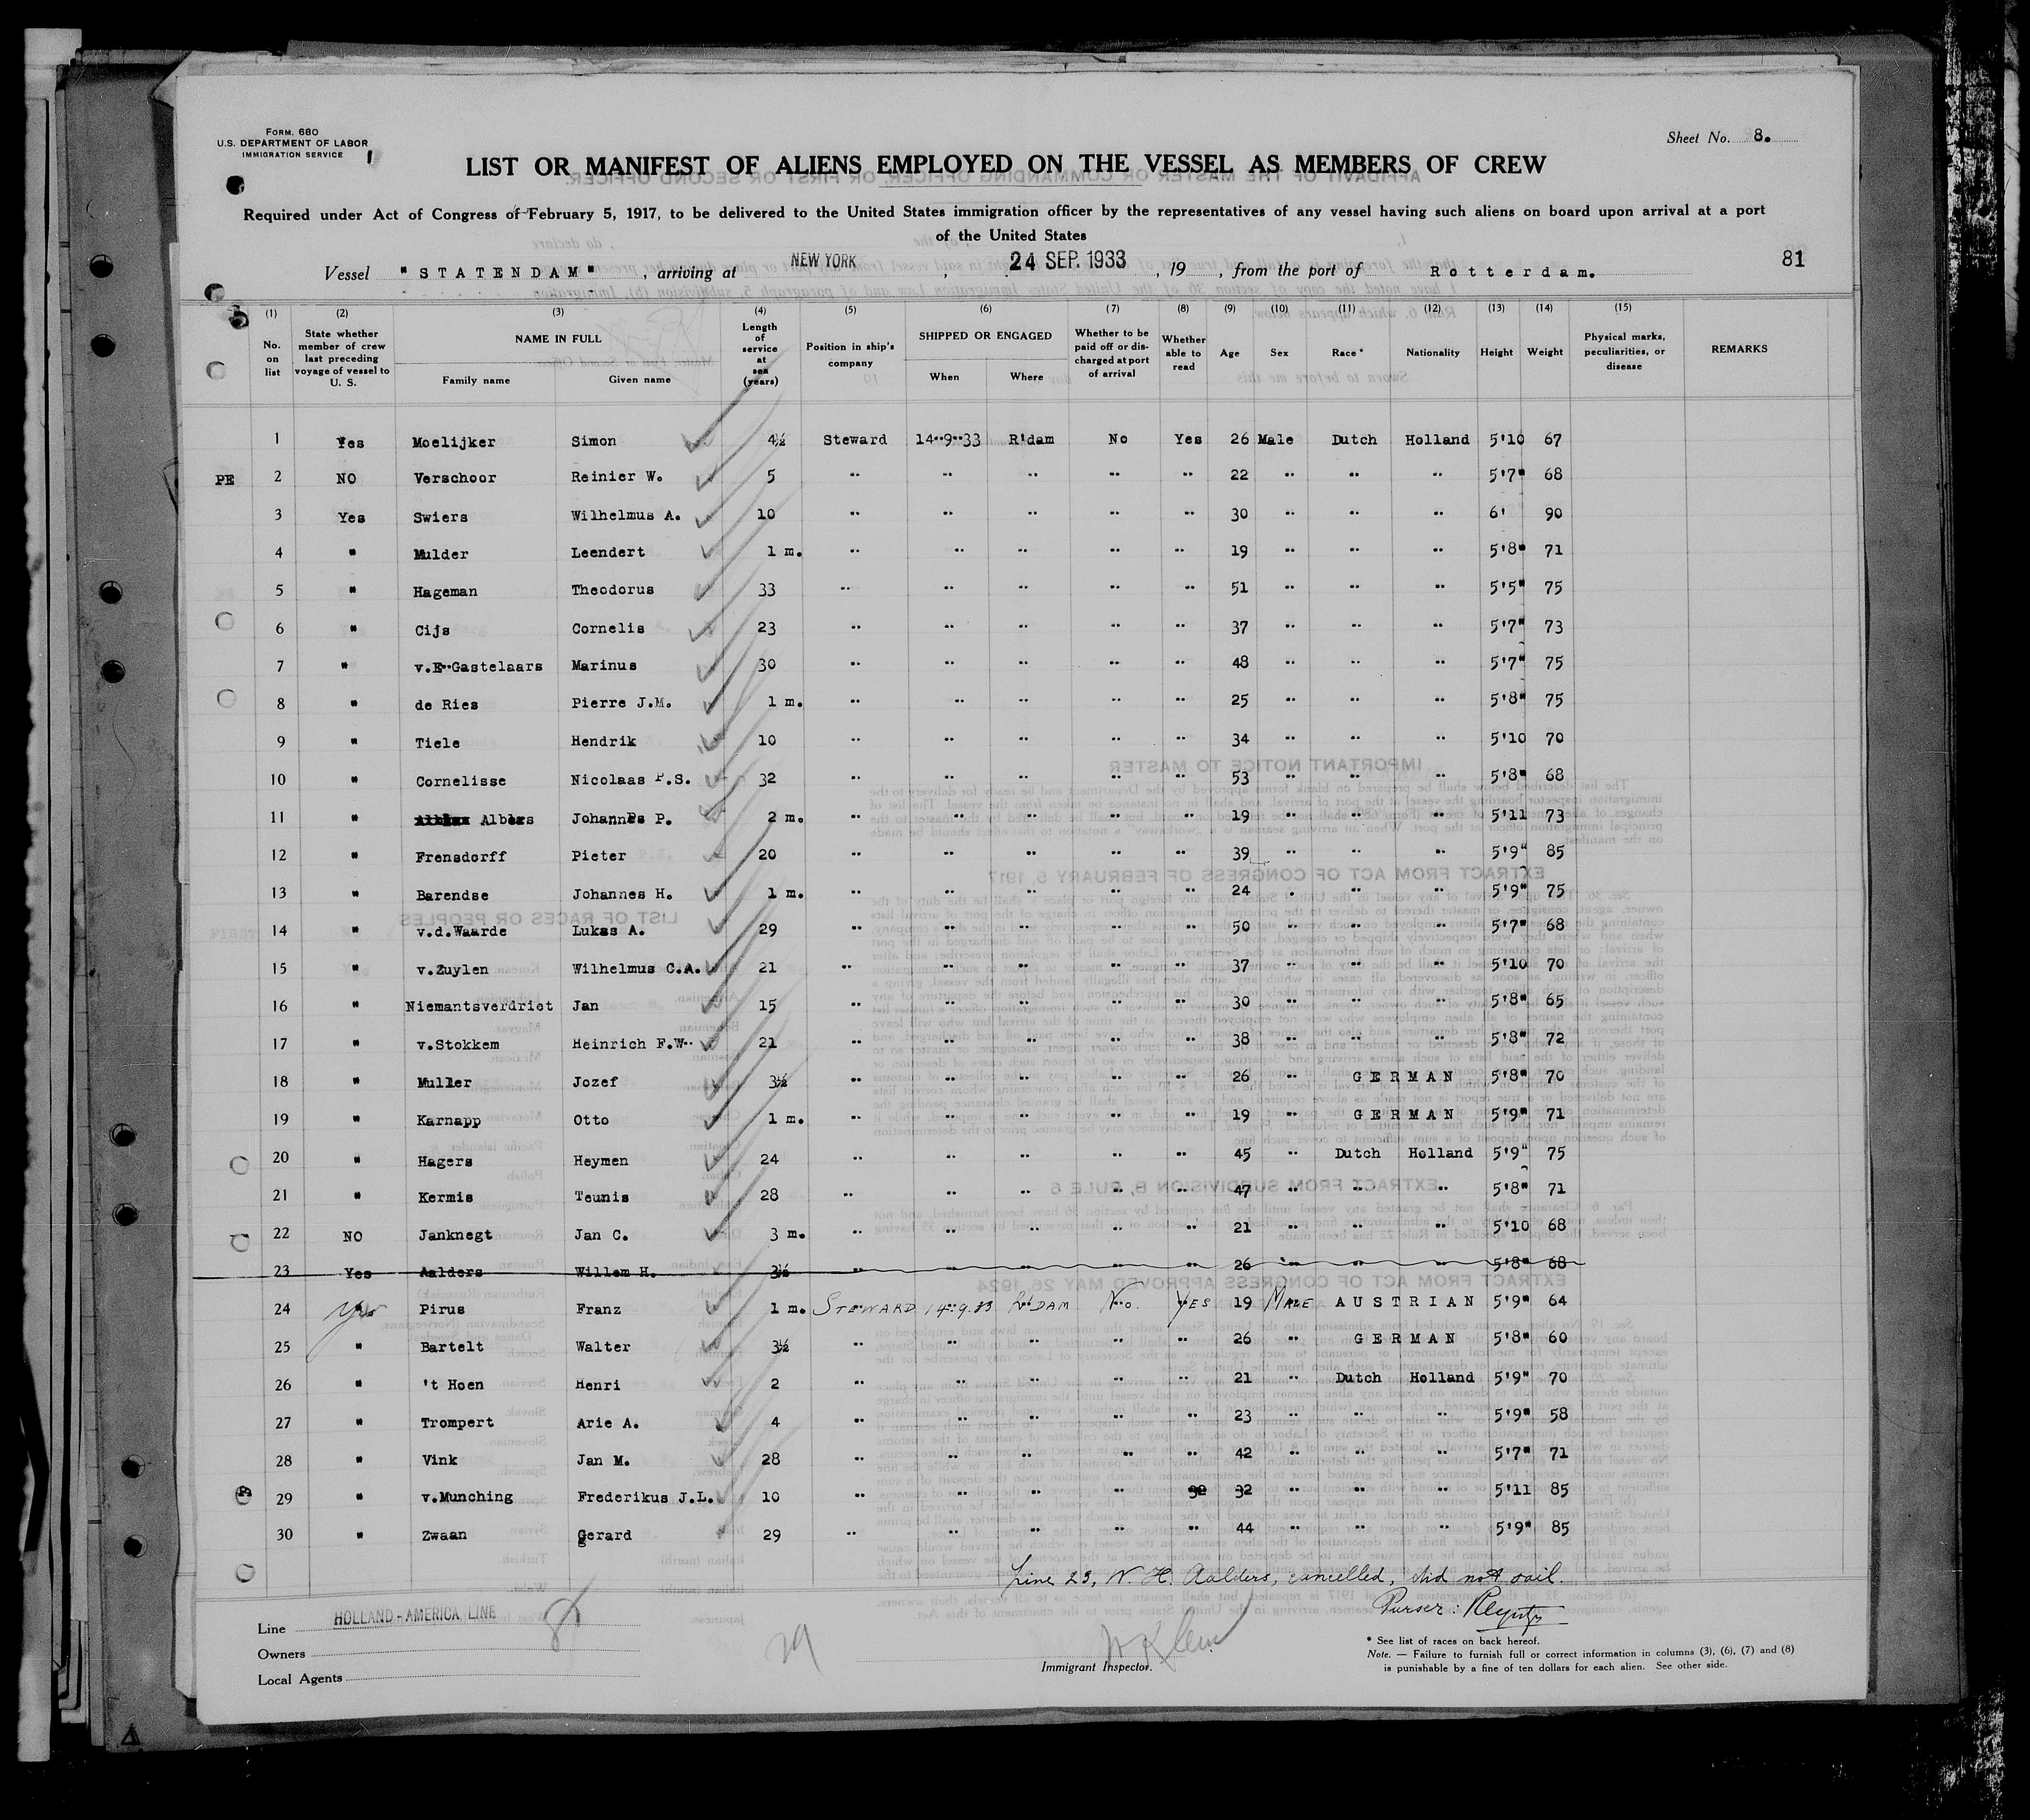 FORM. 680
U.S. DEPARTMENT OF LABOR
IMMIGRATION SERVICE
Sheet No. 8.
LIST OR MANIFEST OF ALIENS EMPLOYED ON THE VESSEL AS MEMBERS OF CREW
Required under Act of Congress of February 5, 1917, to be delivered to the United States immigration officer by the representatives of any vessel having such aliens on board upon arrival at a port
of the United States
Vessel "STATENDAM", arriving at NEW YORK, 24 SEP. 1933, 19 , from the port of Rotterdam. 81
(1) (2) (3) (4) (5) (6) (7) (8) (9) (10) (11) (12) (13) (14) (15)
No. on list | State whether member of crew last preceding voyage of vessel to U. S. | NAME IN FULL Family name Given name | Length of service at sea (years) | Position in ship's company | SHIPPED OR ENGAGED When Where | Whether to be paid off or discharged at port of arrival | Whether able to read | Age | Sex | Race * | Nationality | Height | Weight | Physical marks, peculiarities, or disease | REMARKS
1 Yes Moelijker Simon 4½ Steward 14"9"33 R'dam No Yes 26 Male Dutch Holland 5'10 67
PE 2 NO Verschoor Reinier W. 5 " " " " " 22 " " " 5'7" 68
3 Yes Swiers Wilhelmus A. 10 " " " " " 30 " " " 6' 90
4 " Mulder Leendert 1 m. " " " " " 19 " " " 5'8" 71
5 " Hageman Theodorus 33 " " " " " 51 " " " 5'5" 75
6 " Cijs Cornelis 23 " " " " " 37 " " " 5'7" 73
7 " v.E"Gastelaars Marinus 30 " " " " " 48 " " " 5'7" 75
8 " de Ries Pierre J.M. 1 m. " " " " " 25 " " " 5'8" 75
9 " Tiele Hendrik 10 " " " " " 34 " " " 5'10 70
10 " Cornelisse Nicolaas P.S. 32 " " " " " 53 " " " 5'8" 68
11 " Albers Johannes P. 2 m. " " " " " 19 " " " 5'11 73
12 " Frensdorff Pieter 20 " " " " " 39 " " " 5'9" 85
13 " Barendse Johannes H. 1 m. " " " " " 24 " " " 5'9" 75
14 " v.d.Waarde Lukas A. 29 " " " " " 50 " " " 5'7" 68
15 " v.Zuylen Wilhelmus C.A. 21 " " " " " 37 " " " 5'10 70
16 " Niemantsverdriet Jan 15 " " " " " 30 " " " 5'8" 65
17 " v.Stokkem Heinrich F.W" 21 " " " " " 38 " " " 5'8" 72
18 " Muller Jozef 3½ " " " " " 26 " GERMAN 5'8" 70
19 " Karnapp Otto 1 m. " " " " " 19 " GERMAN 5'9" 71
20 " Hagers Heymen 24 " " " " " 45 " Dutch Holland 5'9" 75
21 " Kermis Teunis 28 " " " " " 47 " " " 5'8" 71
22 NO Janknegt Jan C. 3 m. " " " " " 21 " " " 5'10 68
23 Yes Aalders Willem H. 3½ " " " " " 26 " " " 5'8" 68
24 Yes Pirus Franz 1 m. STEWARD 14"9.33 R'DAM No. YES 19 MALE AUSTRIAN 5'9" 64
25 " Bartelt Walter 3½ " " " " " 26 " GERMAN 5'8" 60
26 " 't Hoen Henri 2 " " " " " 21 " Dutch Holland 5'9" 70
27 " Trompert Arie A. 4 " " " " " 23 " " " 5'9" 58
28 " Vink Jan M. 28 " " " " " 42 " " " 5'7" 71
29 " v.Munching Frederikus J.L. 10 " " " " 32 " " " 5'11 85
30 " Zwaan Gerard 29 " " " " " 44 " " " 5'9" 85
Line 23, W. H. Aalders, cancelled, did not sail.
Purser:
Line HOLLAND-AMERICA LINE
Owners
Local Agents
29
Immigrant Inspector.
* See list of races on back hereof.
Note. — Failure to furnish full or correct information in columns (3), (6), (7) and (8)
is punishable by a fine of ten dollars for each alien. See other side.